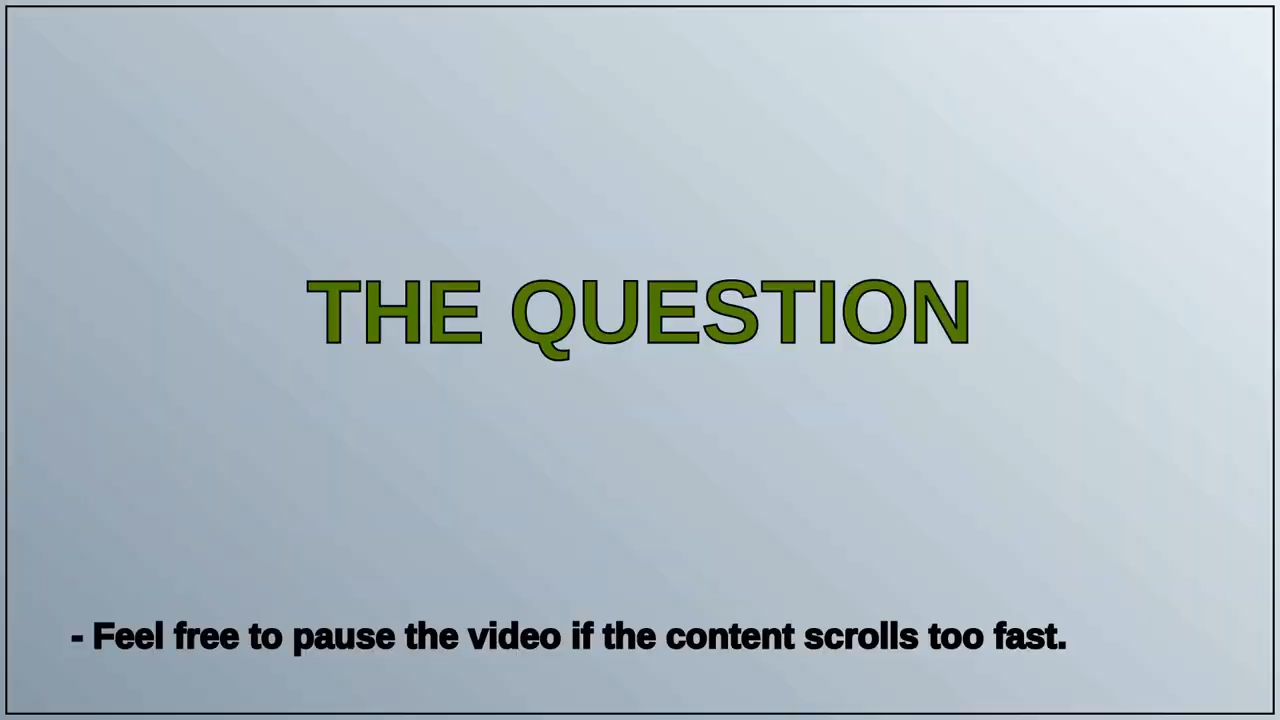 THE QUESTION
- Feel free to pause the video if the content scrolls too fast.